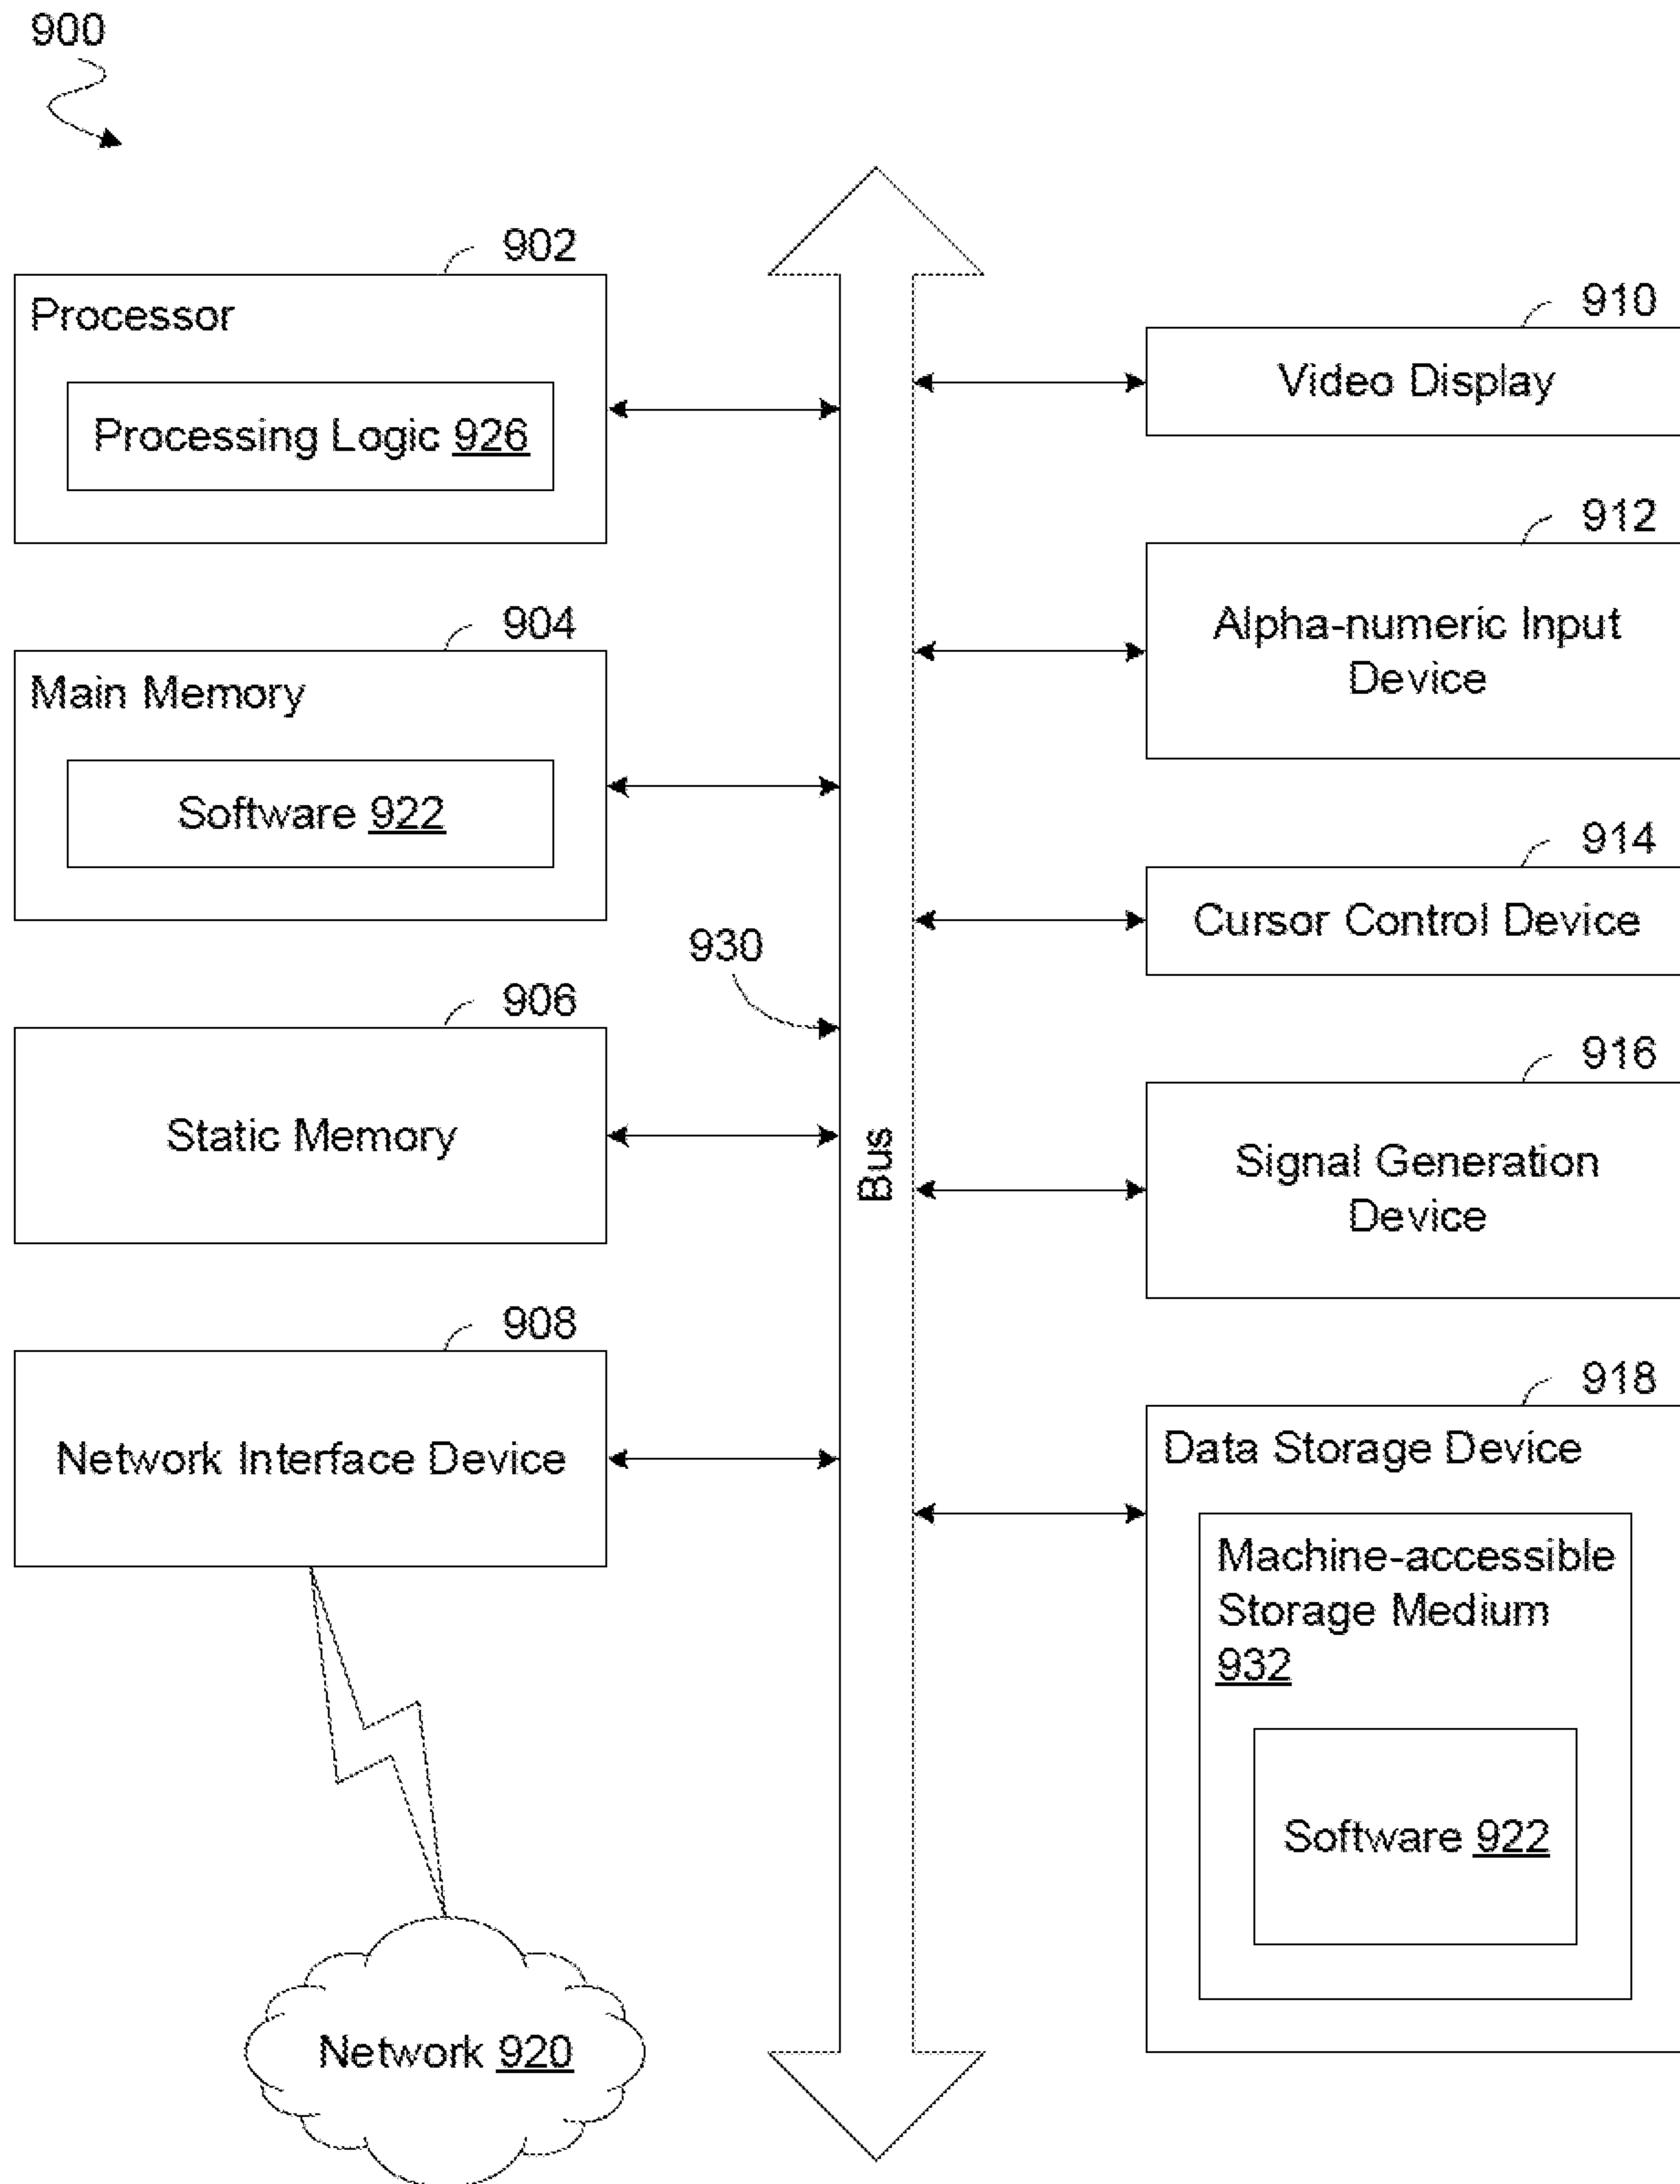 900
902
Processor
Processing Logic 926
904
Main Memory
Software 922
906
Static Memory
908
Network Interface Device
Network 920
930
Bus
910
Video Display
912
Alpha-numeric Input
Device
914
Cursor Control Device
916
Signal Generation
Device
918
Data Storage Device
Machine-accessible
Storage Medium
932
Software 922